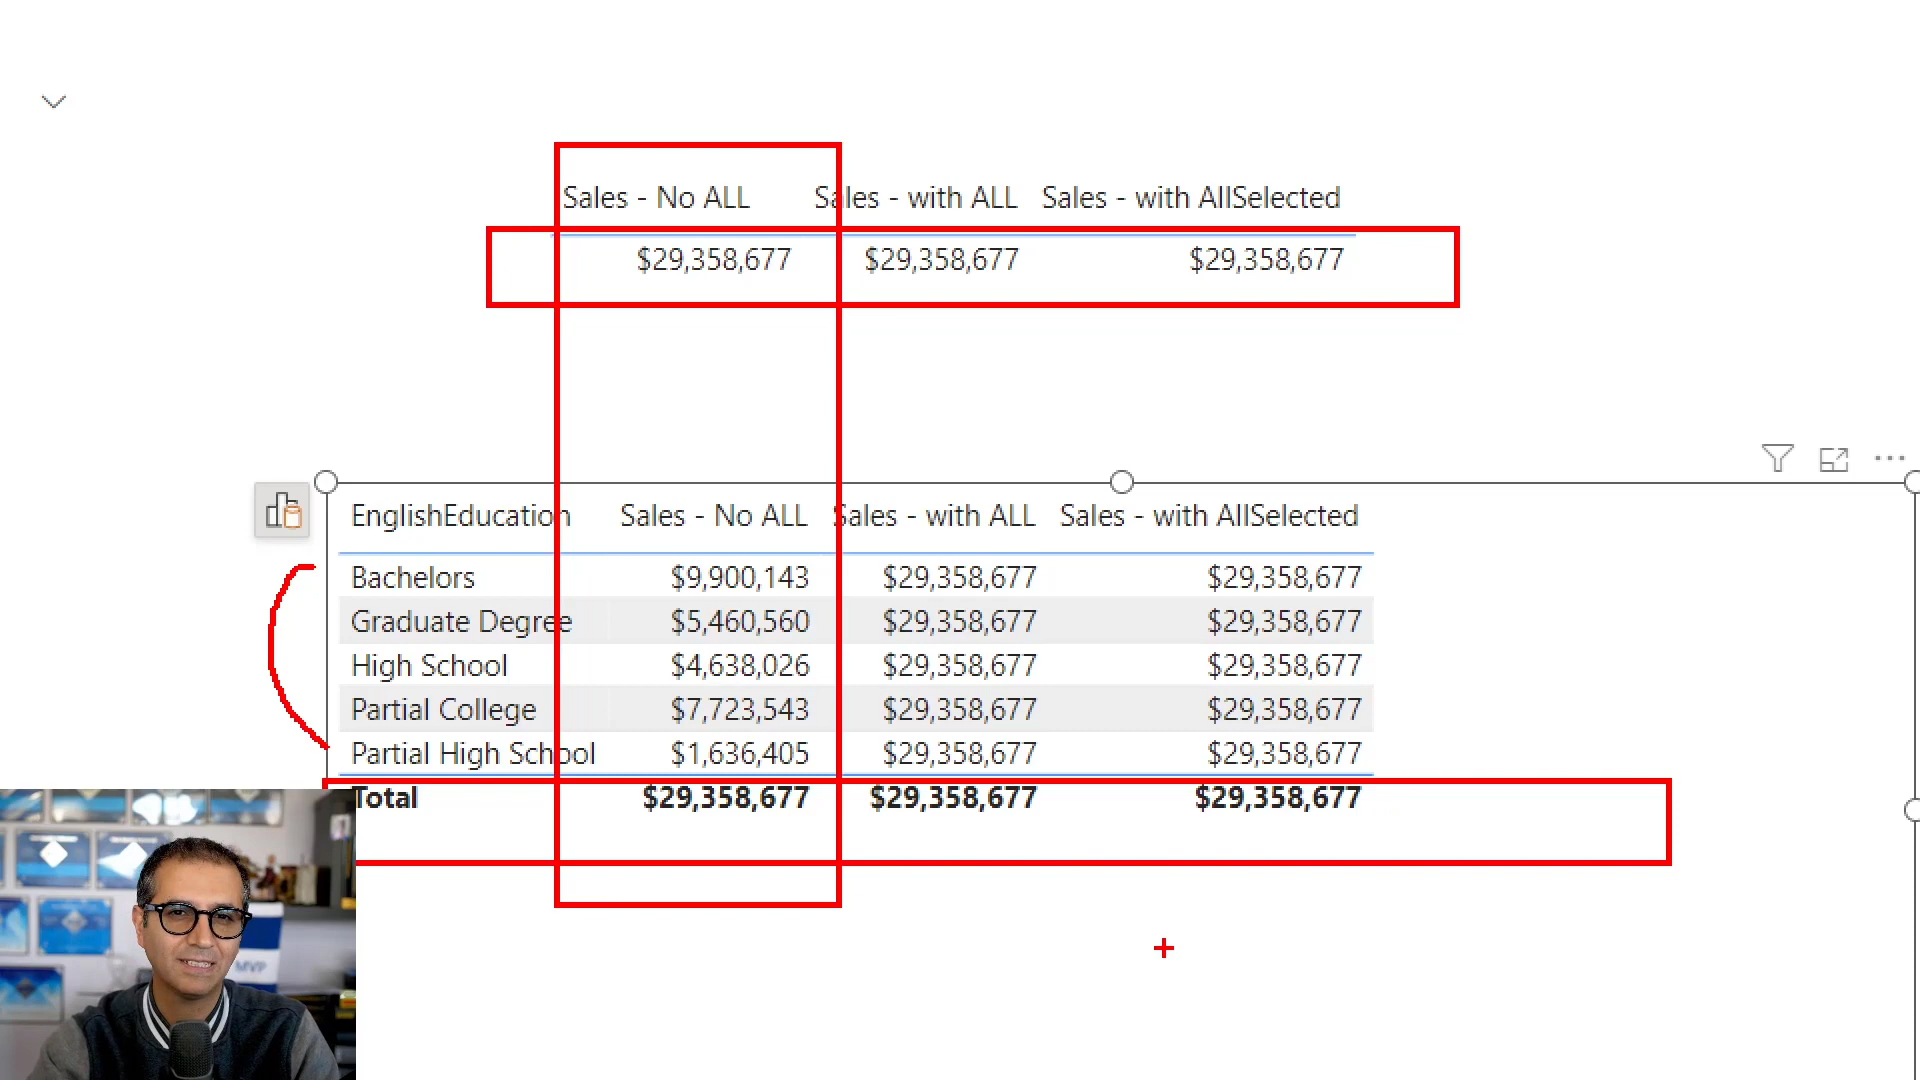 Sales - No ALL Sales - with ALL Sales - with AllSelected
$29,358,677 $29,358,677 $29,358,677
EnglishEducation Sales - No ALL Sales - with ALL Sales - with AllSelected
Bachelors $9,900,143 $29,358,677 $29,358,677
Graduate Degree $5,460,560 $29,358,677 $29,358,677
High School $4,638,026 $29,358,677 $29,358,677
Partial College $7,723,543 $29,358,677 $29,358,677
Partial High School $1,636,405 $29,358,677 $29,358,677
Total $29,358,677 $29,358,677 $29,358,677
MVP